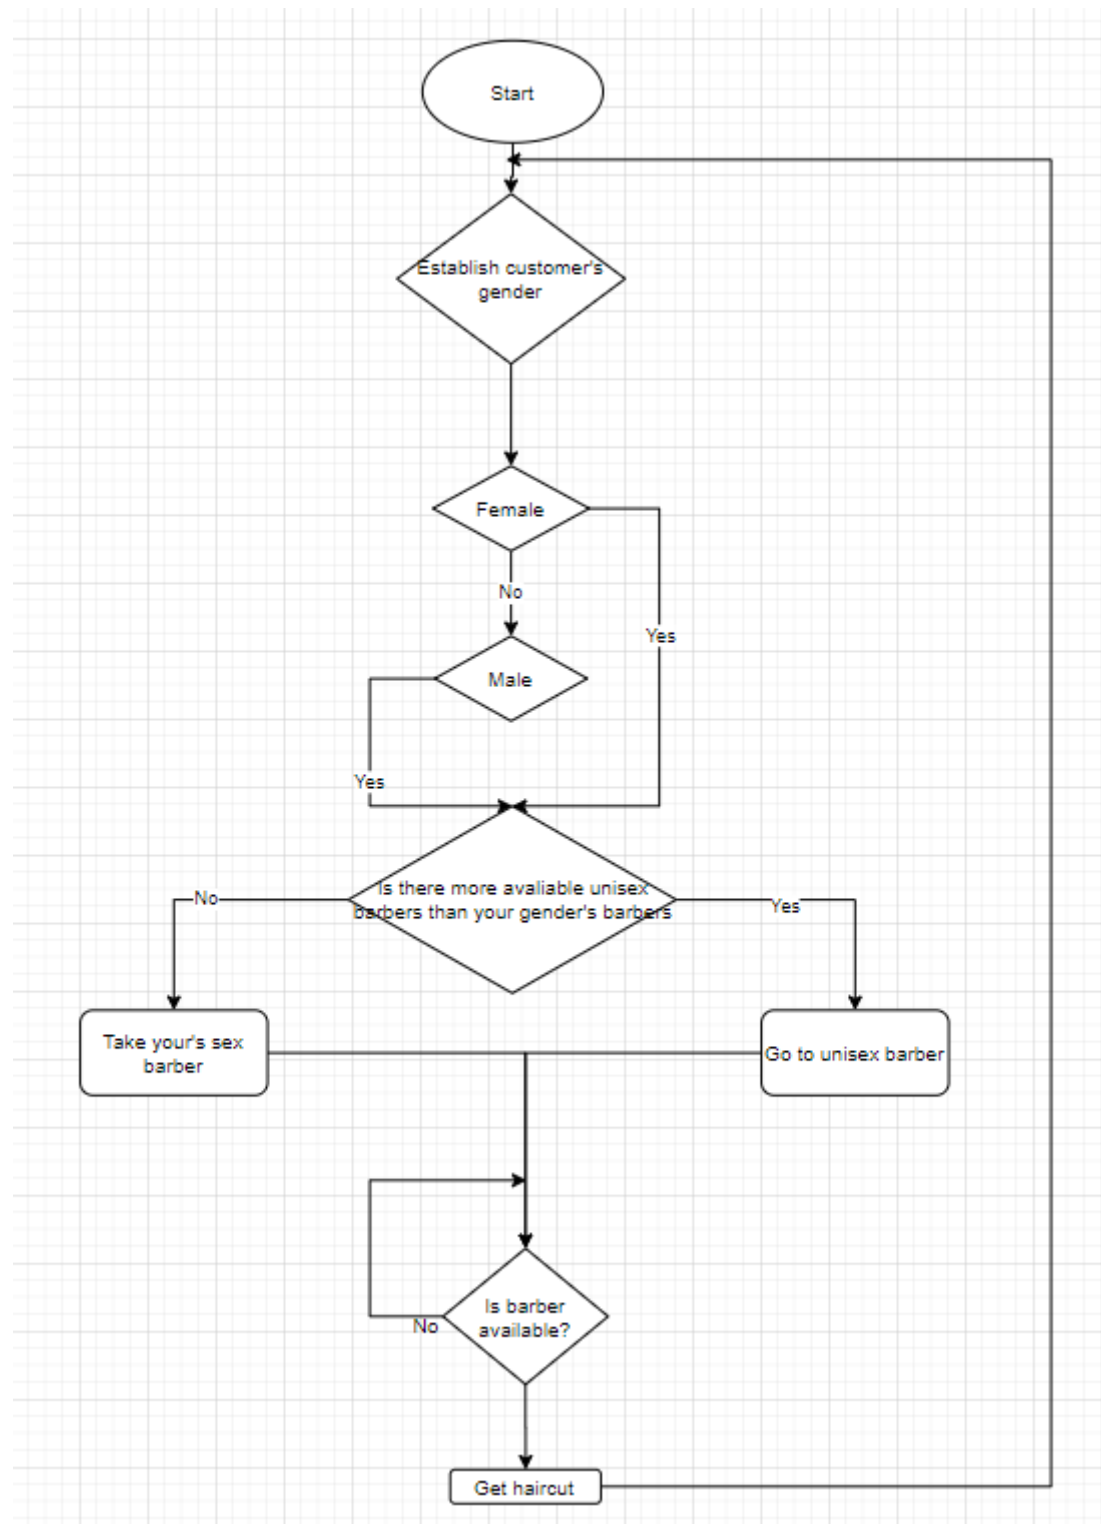 Start
Establish customer's
gender
Female
No
Yes
Male
Yes
Is there more avaliable unisex
barbers than your gender's barbers
No
Yes
Take your's sex
barber
Go to unisex barber
Is barber
available?
No
Get haircut